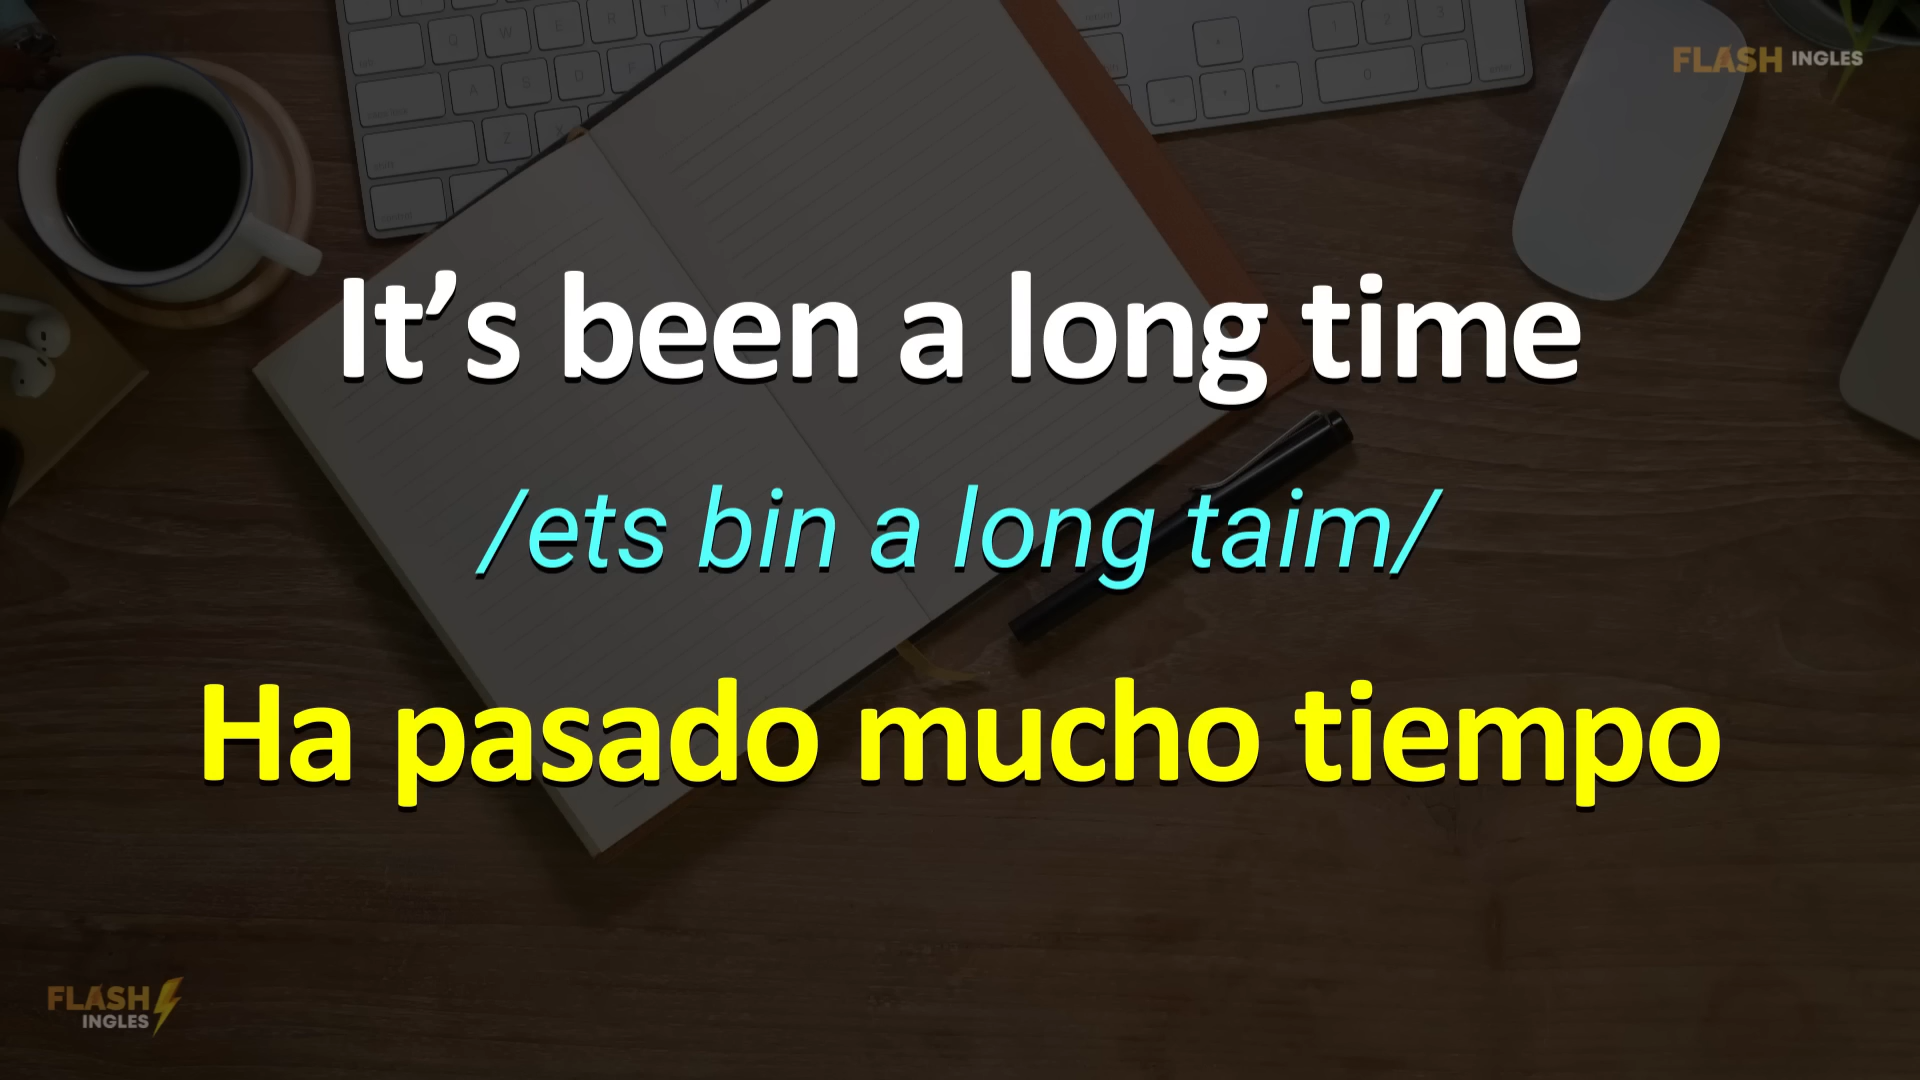 FLASH INGLES
It’s been a long time
/ets bin a long taim/
Ha pasado mucho tiempo
FLASH
INGLES